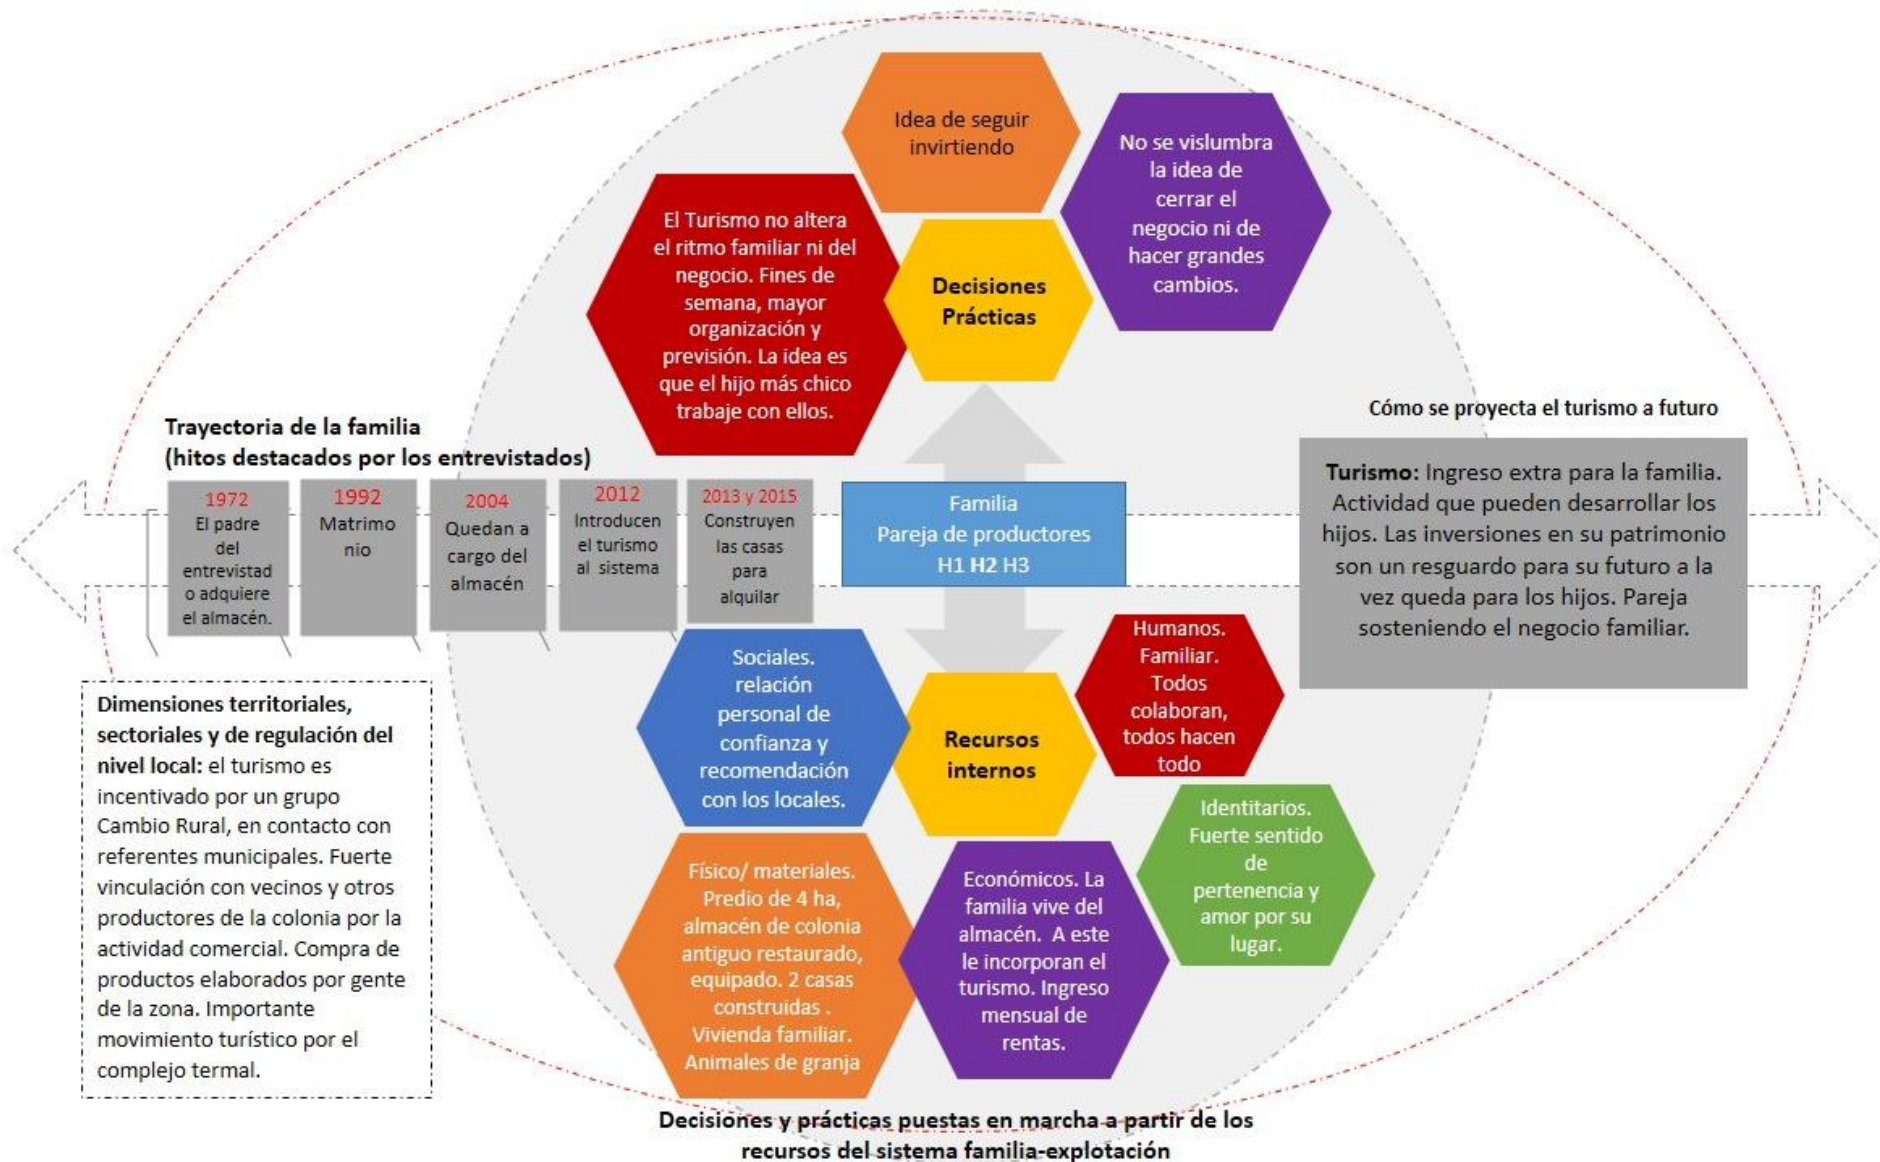 Idea de seguir
invirtiendo
No se vislumbra
la idea de
cerrar el
negocio ni de
hacer grandes
cambios.
El Turismo no altera
el ritmo familiar ni del
negocio. Fines de
semana, mayor
organización y
previsión. La idea es
que el hijo más chico
trabaje con ellos.
Decisiones
Prácticas
Trayectoria de la familia
(hitos destacados por los entrevistados)
1972
El padre
del
entrevistad
o adquiere
el almacén.
1992
Matrimo
nio
2004
Quedan a
cargo del
almacén
2012
Introducen
el turismo
al sistema
2013 y 2015
Construyen
las casas
para
alquilar
Familia
Pareja de productores
H1 H2 H3
Cómo se proyecta el turismo a futuro
Turismo: Ingreso extra para la familia.
Actividad que pueden desarrollar los
hijos. Las inversiones en su patrimonio
son un resguardo para su futuro a la
vez queda para los hijos. Pareja
sosteniendo el negocio familiar.
Dimensiones territoriales,
sectoriales y de regulación del
nivel local: el turismo es
incentivado por un grupo
Cambio Rural, en contacto con
referentes municipales. Fuerte
vinculación con vecinos y otros
productores de la colonia por la
actividad comercial. Compra de
productos elaborados por gente
de la zona. Importante
movimiento turístico por el
complejo termal.
Sociales.
relación
personal de
confianza y
recomendación
con los locales.
Recursos
internos
Humanos.
Familiar.
Todos
colaboran,
todos hacen
todo
Identitarios.
Fuerte sentido
de
pertenencia y
amor por su
lugar.
Físico/ materiales.
Predio de 4 ha,
almacén de colonia
antiguo restaurado,
equipado. 2 casas
construidas .
Vivienda familiar.
Animales de granja
Económicos. La
familia vive del
almacén. A este
le incorporan el
turismo. Ingreso
mensual de
rentas.
Decisiones y prácticas puestas en marcha a partir de los
recursos del sistema familia-explotación